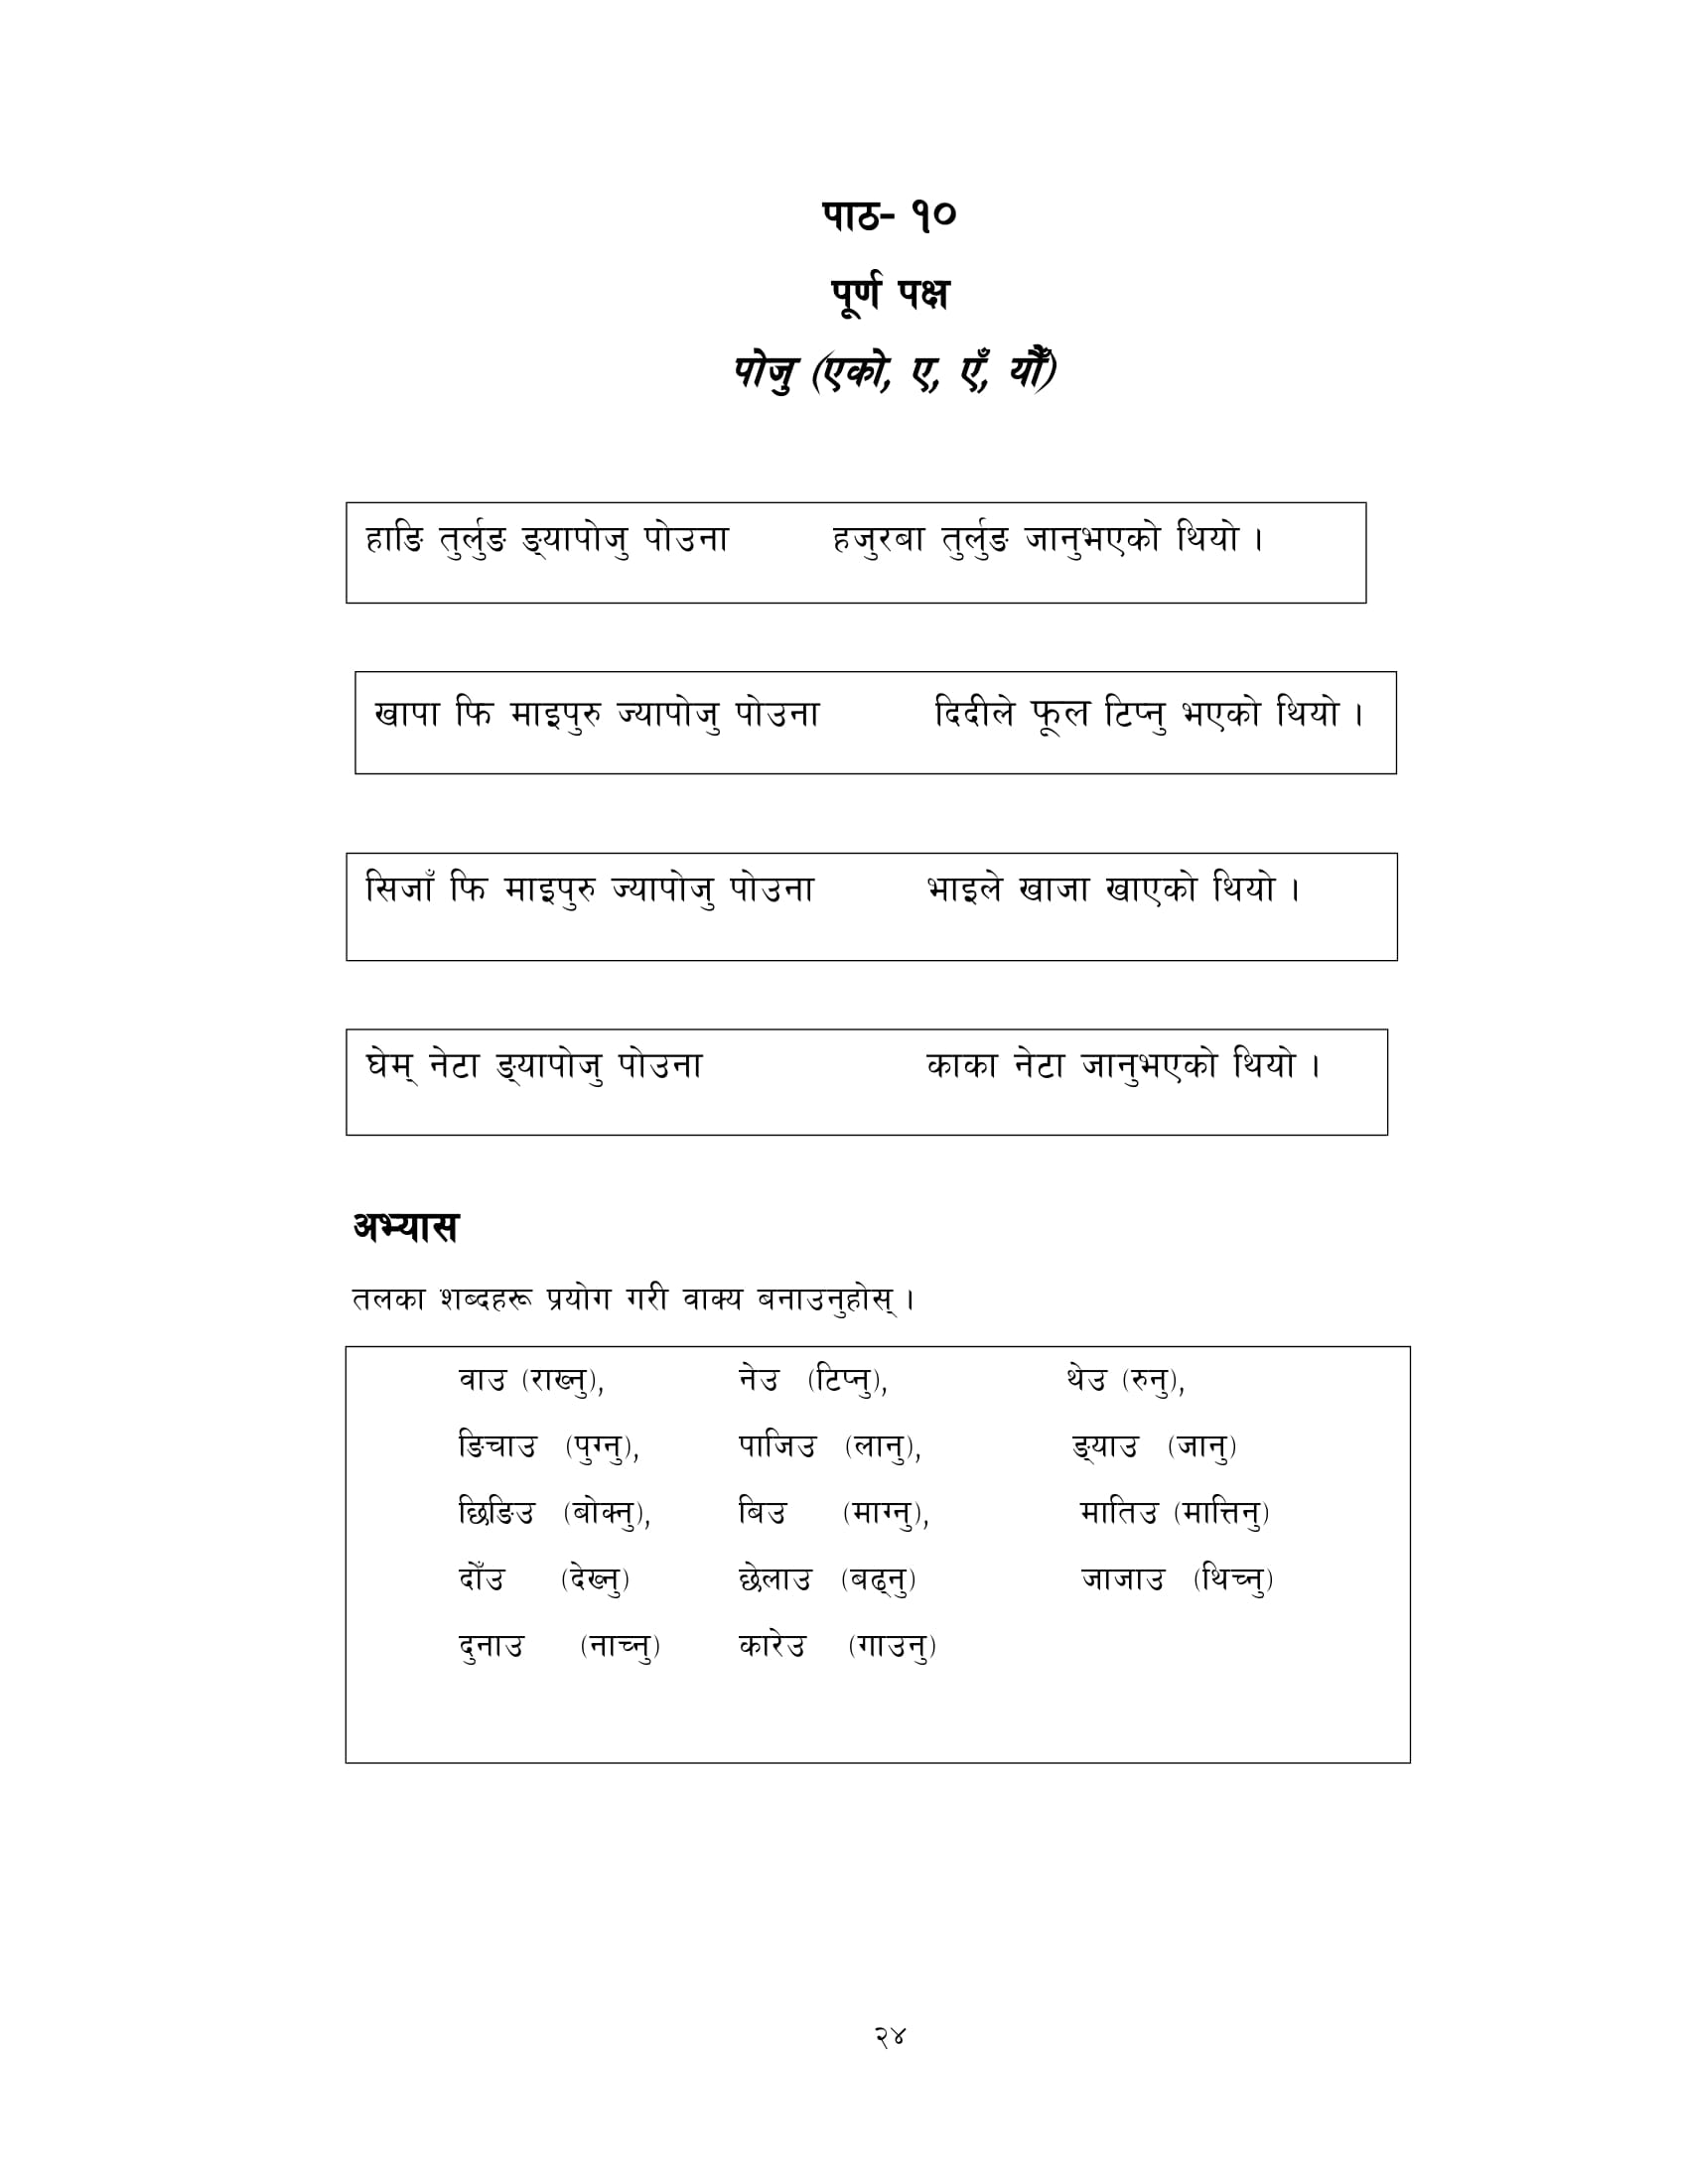 पाठ- १०
पूर्ण पक्ष
पोजु (एको, ए, एँ, यौँ)
हाङि तुर्लुङ ङ्यापोजु पोउना हजुरबा तुर्लुङ जानुभएको थियो ।
खापा फि माइपुरु ज्यापोजु पोउना दिदीले फूल टिप्नु भएको थियो ।
सिजाँ फि माइपुरु ज्यापोजु पोउना भाइले खाजा खाएको थियो ।
घेम् नेटा ङ्यापोजु पोउना काका नेटा जानुभएको थियो ।
अभ्यास
तलका शब्दहरू प्रयोग गरी वाक्य बनाउनुहोस् ।
वाउ (राख्नु), नेउ (टिप्नु), थेउ (रुनु),
ङिचाउ (पुग्नु), पाजिउ (लानु), ङ्याउ (जानु)
छिङिउ (बोक्नु), बिउ (माग्नु), मातिउ (मात्तिनु)
दोँउ (देख्नु) छेलाउ (बढ्नु) जाजाउ (थिच्नु)
दुनाउ (नाच्नु) कारेउ (गाउनु)
२४